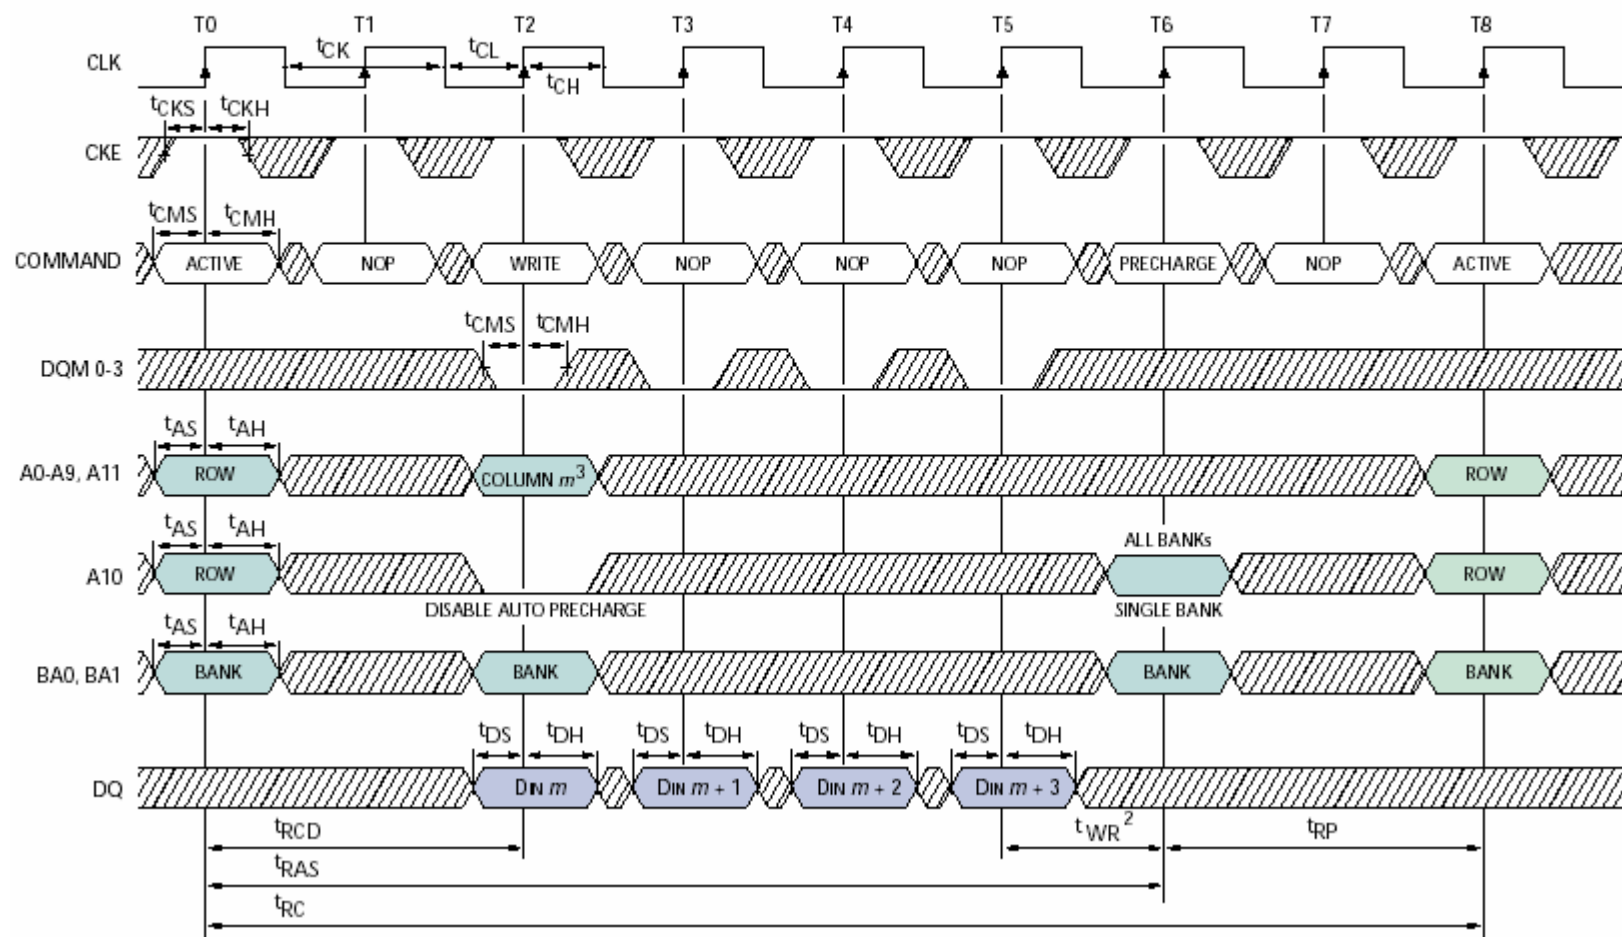 T0 T1 T2 T3 T4 T5 T6 T7 T8
CLK tCK tCL
tCH
tCKS tCKH
CKE
tCMS tCMH
COMMAND ACTIVE NOP WRITE NOP NOP NOP PRECHARGE NOP ACTIVE
tCMS tCMH
DQM 0-3
tAS tAH
A0-A9, A11 ROW COLUMN m3 ROW
tAS tAH
ALL BANKs
A10 ROW ROW
DISABLE AUTO PRECHARGE SINGLE BANK
tAS tAH
BA0, BA1 BANK BANK BANK BANK
tDS tDH tDS tDH tDS tDH tDS tDH
DQ DIN m DIN m + 1 DIN m + 2 DIN m + 3
tRCD tWR2 tRP
tRAS
tRC